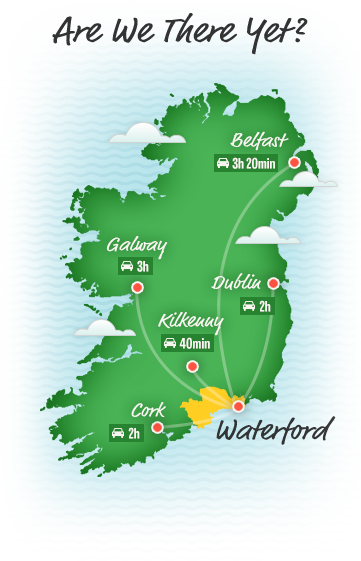 Are We There Yet?
Belfast
3h 20min
Galway
3h
Dublin
2h
Kilkenny
40min
Cork
2h
Waterford